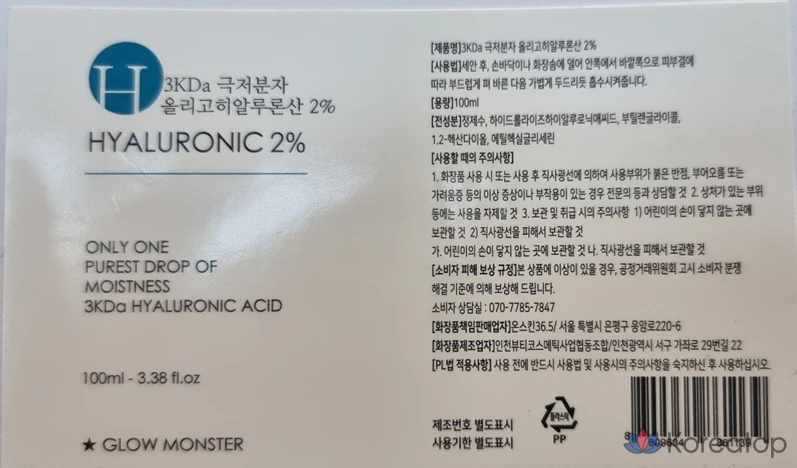 H
3KDa 극저분자
올리고히알루론산 2%
HYALURONIC 2%
ONLY ONE
PUREST DROP OF
MOISTNESS
3KDa HYALURONIC ACID
100ml - 3.38 fl.oz
★ GLOW MONSTER
[제품명]3KDa 극저분자 올리고히알루론산 2%
[사용법]세안 후, 손바닥이나 화장솜에 덜어 안쪽에서 바깥쪽으로 피부결에
따라 부드럽게 펴 바른 다음 가볍게 두드리듯 흡수시켜줍니다.
[용량]100ml
[전성분]정제수, 하이드롤라이즈하이알루로닉애씨드, 부틸렌글라이콜,
1,2-헥산다이올, 에틸헥실글리세린
[사용할 때의 주의사항]
1. 화장품 사용 시 또는 사용 후 직사광선에 의하여 사용부위가 붉은 반점, 부어오름 또는
가려움증 등의 이상 증상이나 부작용이 있는 경우 전문의 등과 상담할 것 2. 상처가 있는 부위
등에는 사용을 자제할 것 3. 보관 및 취급 시의 주의사항 1) 어린이의 손이 닿지 않는 곳에
보관할 것 2) 직사광선을 피해서 보관할 것
가. 어린이의 손이 닿지 않는 곳에 보관할 것 나. 직사광선을 피해서 보관할 것
[소비자 피해 보상 규정]본 상품에 이상이 있을 경우, 공정거래위원회 고시 소비자 분쟁
해결 기준에 의해 보상해 드립니다.
소비자 상담실 : 070-7785-7847
[화장품책임판매업자]온스킨36.5/ 서울 특별시 은평구 응암로220-6
[화장품제조업자]인천뷰티코스메틱사업협동조합/인천광역시 서구 가좌로 29번길 22
[PL법 적용사항] 사용 전에 반드시 사용법 및 사용시의 주의사항을 숙지하신 후 사용하십시오.
제조번호 별도표시
사용기한 별도표시
플라스틱
PP
8 809634 861139
koreatop